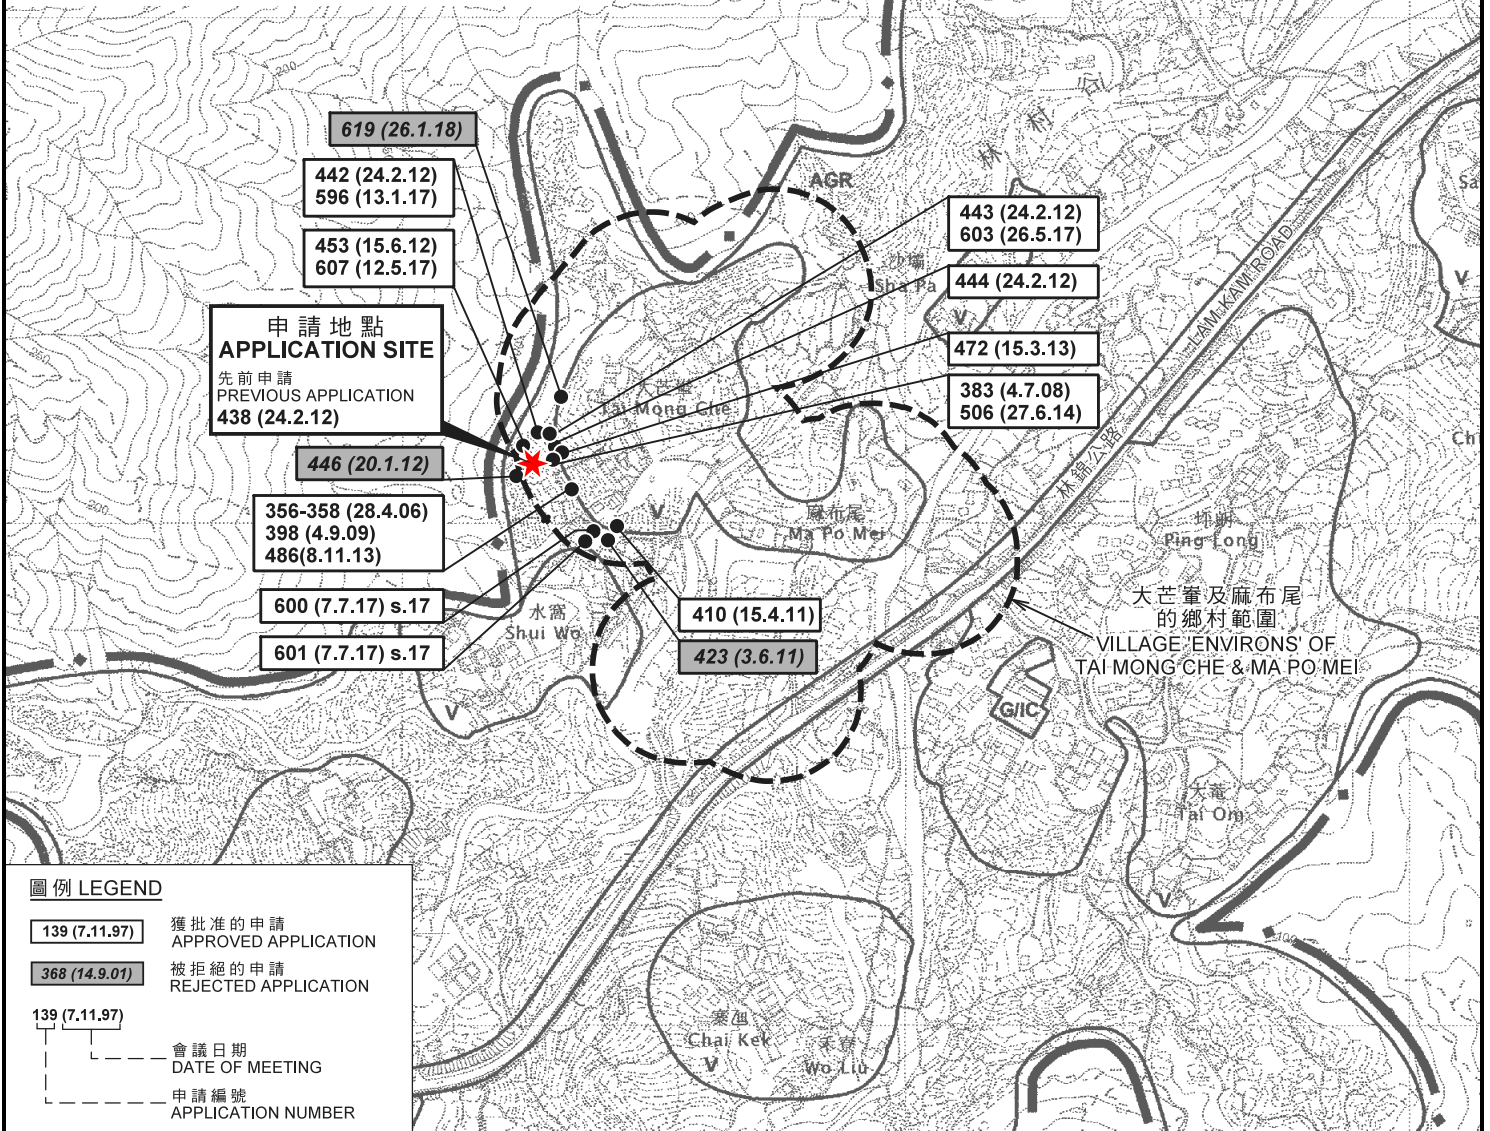 200
林 村 谷
619 (26.1.18)
442 (24.2.12)
596 (13.1.17)
453 (15.6.12)
607 (12.5.17)
申請地點
APPLICATION SITE
先前申請
PREVIOUS APPLICATION
438 (24.2.12)
446 (20.1.12)
356-358 (28.4.06)
398 (4.9.09)
486(8.11.13)
600 (7.7.17) s.17
601 (7.7.17) s.17
AGR
443 (24.2.12)
603 (26.5.17)
444 (24.2.12)
472 (15.3.13)
383 (4.7.08)
506 (27.6.14)
沙壩
Sha Pa
V
V
Sa
LAM KAM ROAD
林錦公路
大芒輋
Tai Mong Che
Ch
200
V
麻布尾
Ma Po Mei
坪朗
Ping Long
水窩
Shui Wo
V
410 (15.4.11)
423 (3.6.11)
大芒輋及麻布尾
的鄉村範圍
VILLAGE 'ENVIRONS' OF
TAI MONG CHE & MA PO MEI
G/IC
大菴
Tai Om
V
100
寨乪
Chai Kek
V
禾寮
Wo Liu
圖例 LEGEND
139 (7.11.97)
獲批准的申請
APPROVED APPLICATION
368 (14.9.01)
被拒絕的申請
REJECTED APPLICATION
139 (7.11.97)
會議日期
DATE OF MEETING
申請編號
APPLICATION NUMBER